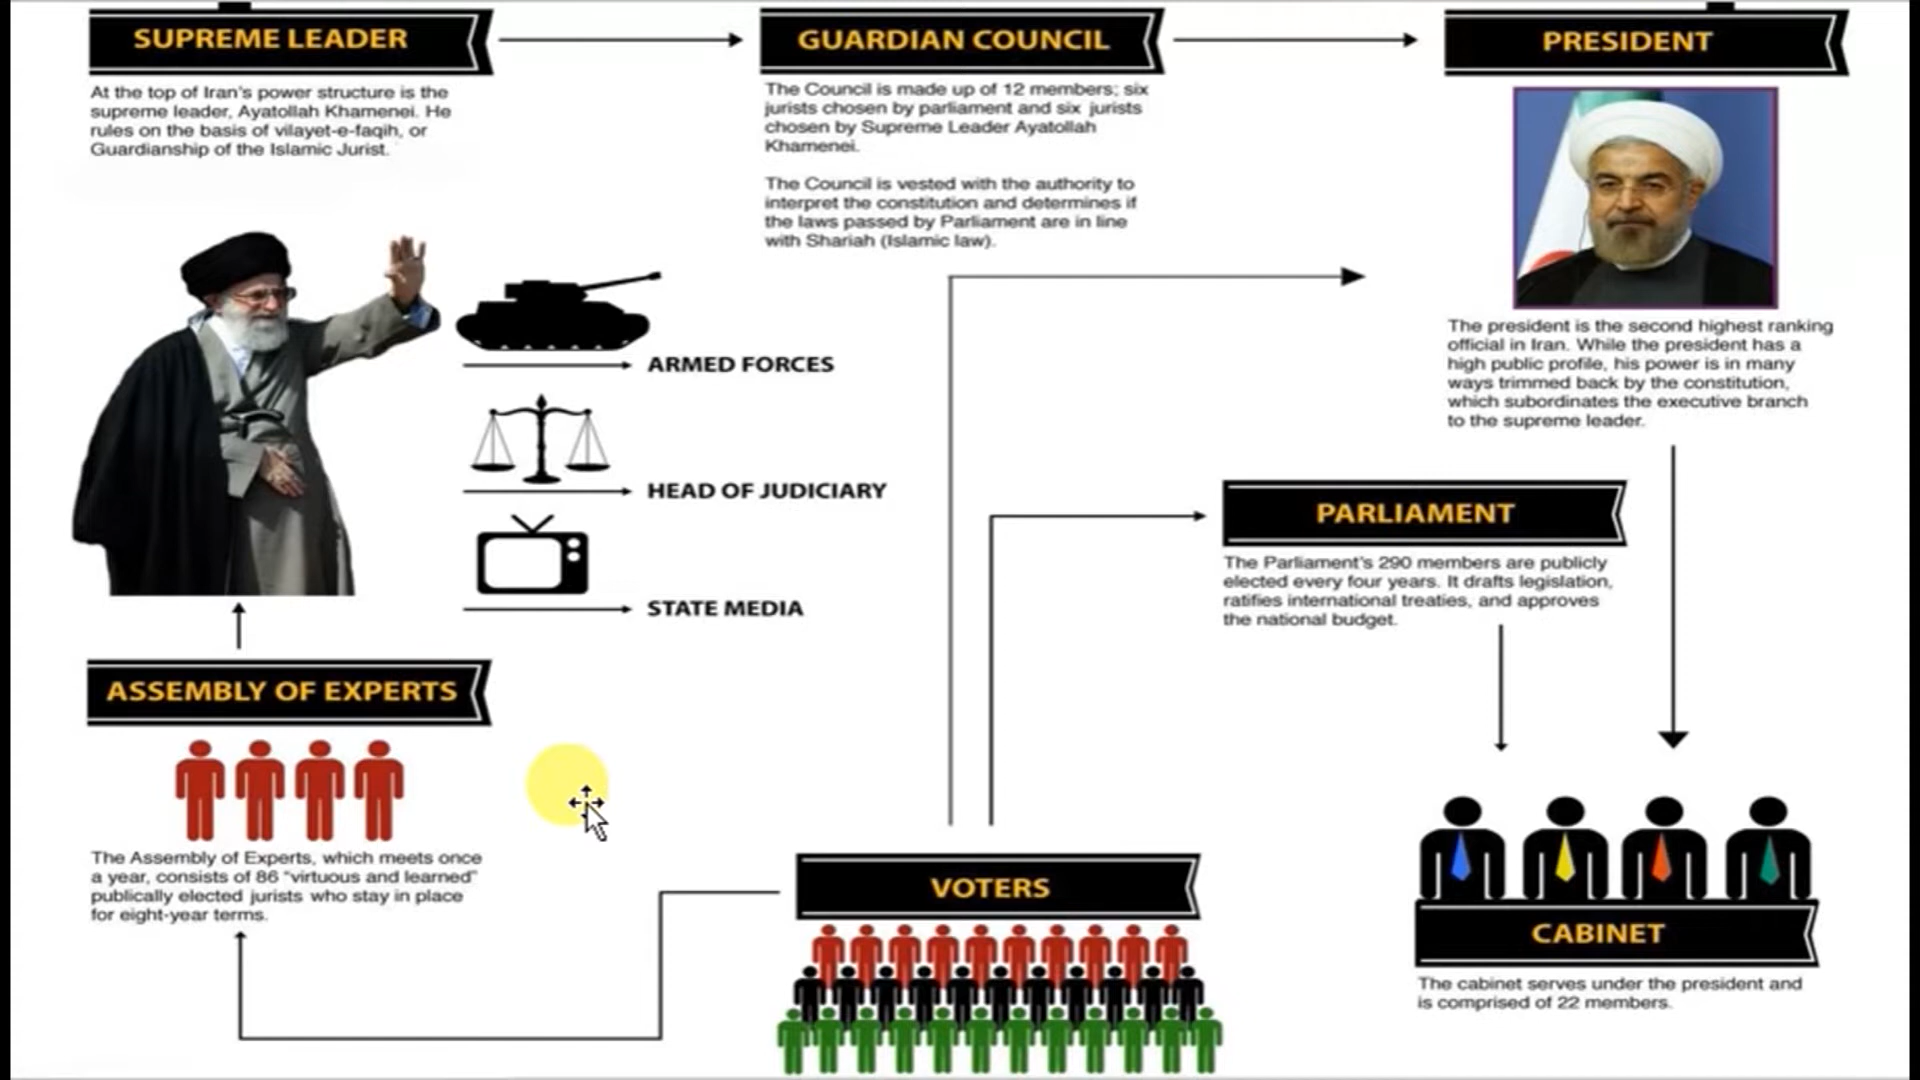 SUPREME LEADER
At the top of Iran's power structure is the
supreme leader, Ayatollah Khamenei. He
rules on the basis of vilayet-e-faqih, or
Guardianship of the Islamic Jurist.
GUARDIAN COUNCIL
The Council is made up of 12 members; six
jurists chosen by parliament and six jurists
chosen by Supreme Leader Ayatollah
Khamenei.
The Council is vested with the authority to
interpret the constitution and determines if
the laws passed by Parliament are in line
with Shariah (Islamic law).
PRESIDENT
The president is the second highest ranking
official in Iran. While the president has a
high public profile, his power is in many
ways trimmed back by the constitution,
which subordinates the executive branch
to the supreme leader.
ARMED FORCES
HEAD OF JUDICIARY
STATE MEDIA
PARLIAMENT
The Parliament's 290 members are publicly
elected every four years. It drafts legislation,
ratifies international treaties, and approves
the national budget.
ASSEMBLY OF EXPERTS
The Assembly of Experts, which meets once
a year, consists of 86 “virtuous and learned”
publically elected jurists who stay in place
for eight-year terms.
VOTERS
CABINET
The cabinet serves under the president and
is comprised of 22 members.